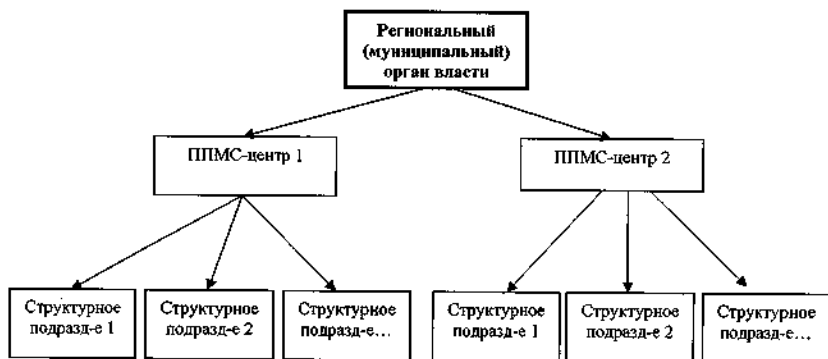 Региональный
(муниципальный)
орган власти
ППМС-центр 1
ППМС-центр 2
Структурное
подразд-е 1
Структурное
подразд-е 2
Структурное
подразд-е...
Структурное
подразд-е 1
Структурное
подразд-е 2
Структурное
подразд-е...